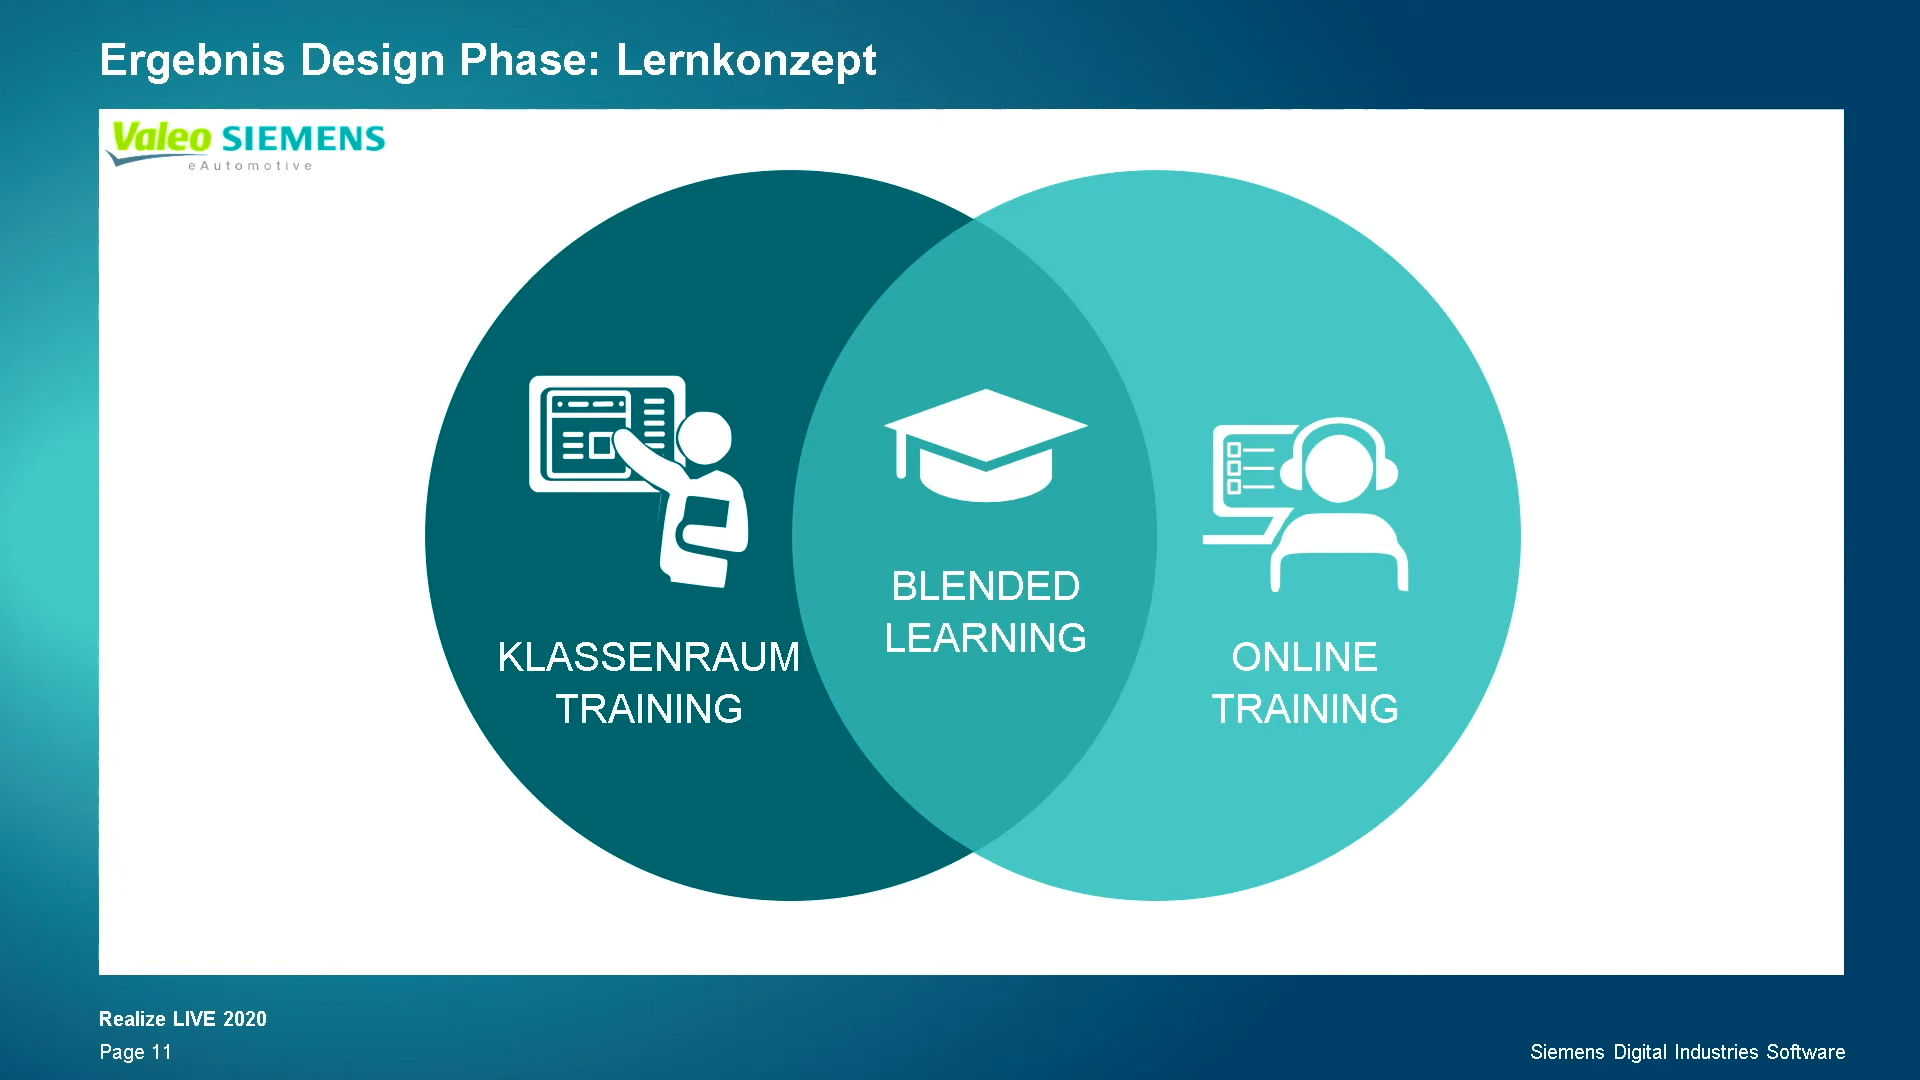 Ergebnis Design Phase: Lernkonzept
Valeo SIEMENS
eAutomotive
KLASSENRAUM
TRAINING
BLENDED
LEARNING
ONLINE
TRAINING
Realize LIVE 2020
Page 11
Siemens Digital Industries Software